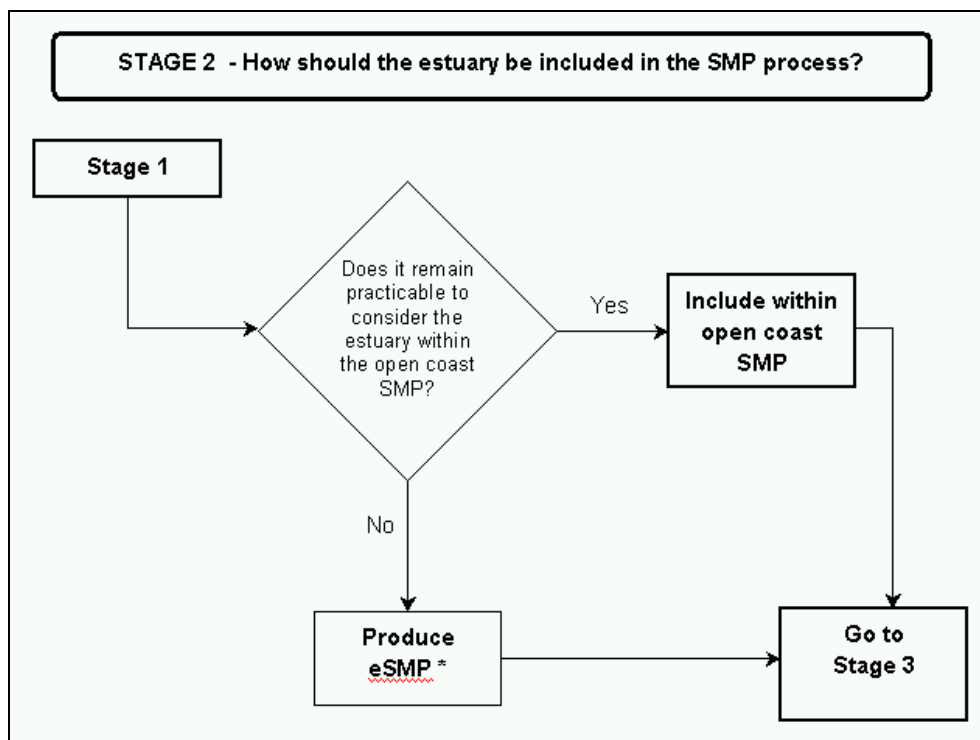 STAGE 2 - How should the estuary be included in the SMP process?
Stage 1
Does it remain
practicable to
consider the
estuary within
the open coast
SMP?
Yes
Include within
open coast
SMP
No
Produce
eSMP *
Go to
Stage 3